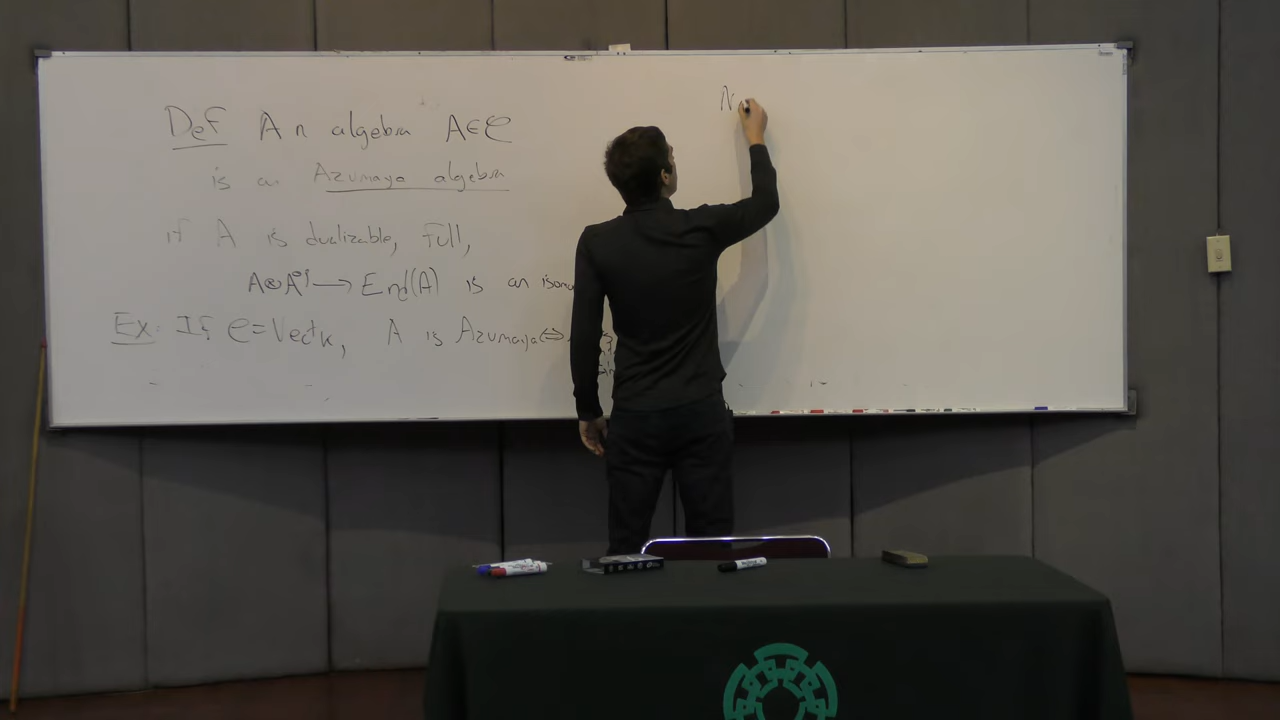 Def An algebra A∈C
is an Azumaya algebra
if A is dualizable, full,
A⊗A^op → End(A) is an isom
Ex: If C=Vect_k, A is Azumaya ⇔
N